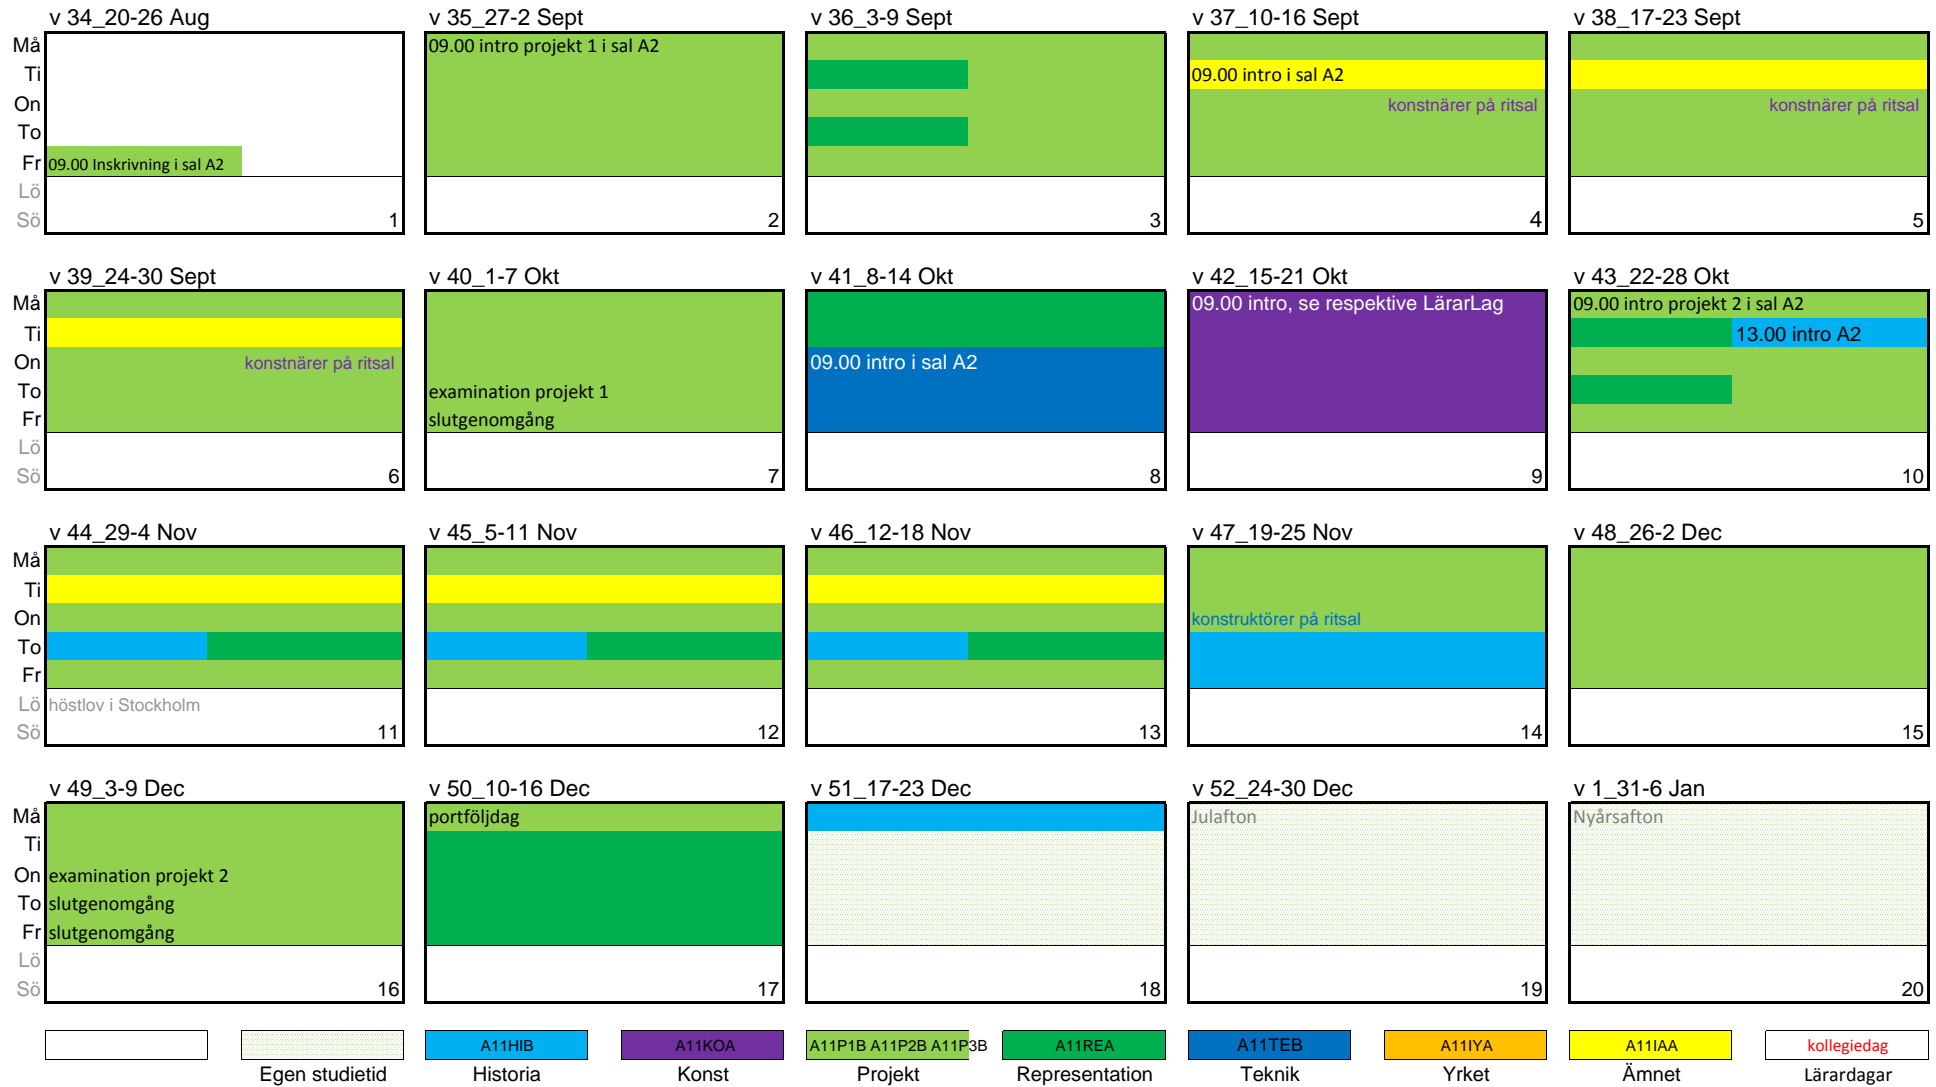 v 34_20-26 Aug v 35_27-2 Sept v 36_3-9 Sept v 37_10-16 Sept v 38_17-23 Sept
Må 09.00 intro projekt 1 i sal A2
Ti 09.00 intro i sal A2
On konstnärer på ritsal konstnärer på ritsal
To
Fr 09.00 Inskrivning i sal A2
Lö
Sö 1 2 3 4 5
v 39_24-30 Sept v 40_1-7 Okt v 41_8-14 Okt v 42_15-21 Okt v 43_22-28 Okt
Må 09.00 intro, se respektive LärarLag 09.00 intro projekt 2 i sal A2
Ti 13.00 intro A2
On konstnärer på ritsal 09.00 intro i sal A2
To examination projekt 1
Fr slutgenomgång
Lö
Sö 6 7 8 9 10
v 44_29-4 Nov v 45_5-11 Nov v 46_12-18 Nov v 47_19-25 Nov v 48_26-2 Dec
Må
Ti
On konstruktörer på ritsal
To
Fr
Lö höstlov i Stockholm
Sö 11 12 13 14 15
v 49_3-9 Dec v 50_10-16 Dec v 51_17-23 Dec v 52_24-30 Dec v 1_31-6 Jan
Må portföljdag Julafton Nyårsafton
Ti
On examination projekt 2
To slutgenomgång
Fr slutgenomgång
Lö
Sö 16 17 18 19 20
A11HIB A11KOA A11P1B A11P2B A11P3B A11REA A11TEB A11IYA A11IAA kollegiedag
Egen studietid Historia Konst Projekt Representation Teknik Yrket Ämnet Lärardagar